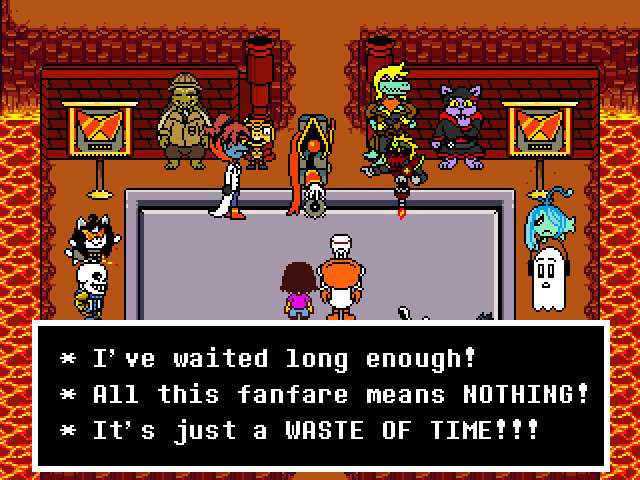 * I've waited long enough!
* All this fanfare means NOTHING!
* It's just a WASTE OF TIME!!!